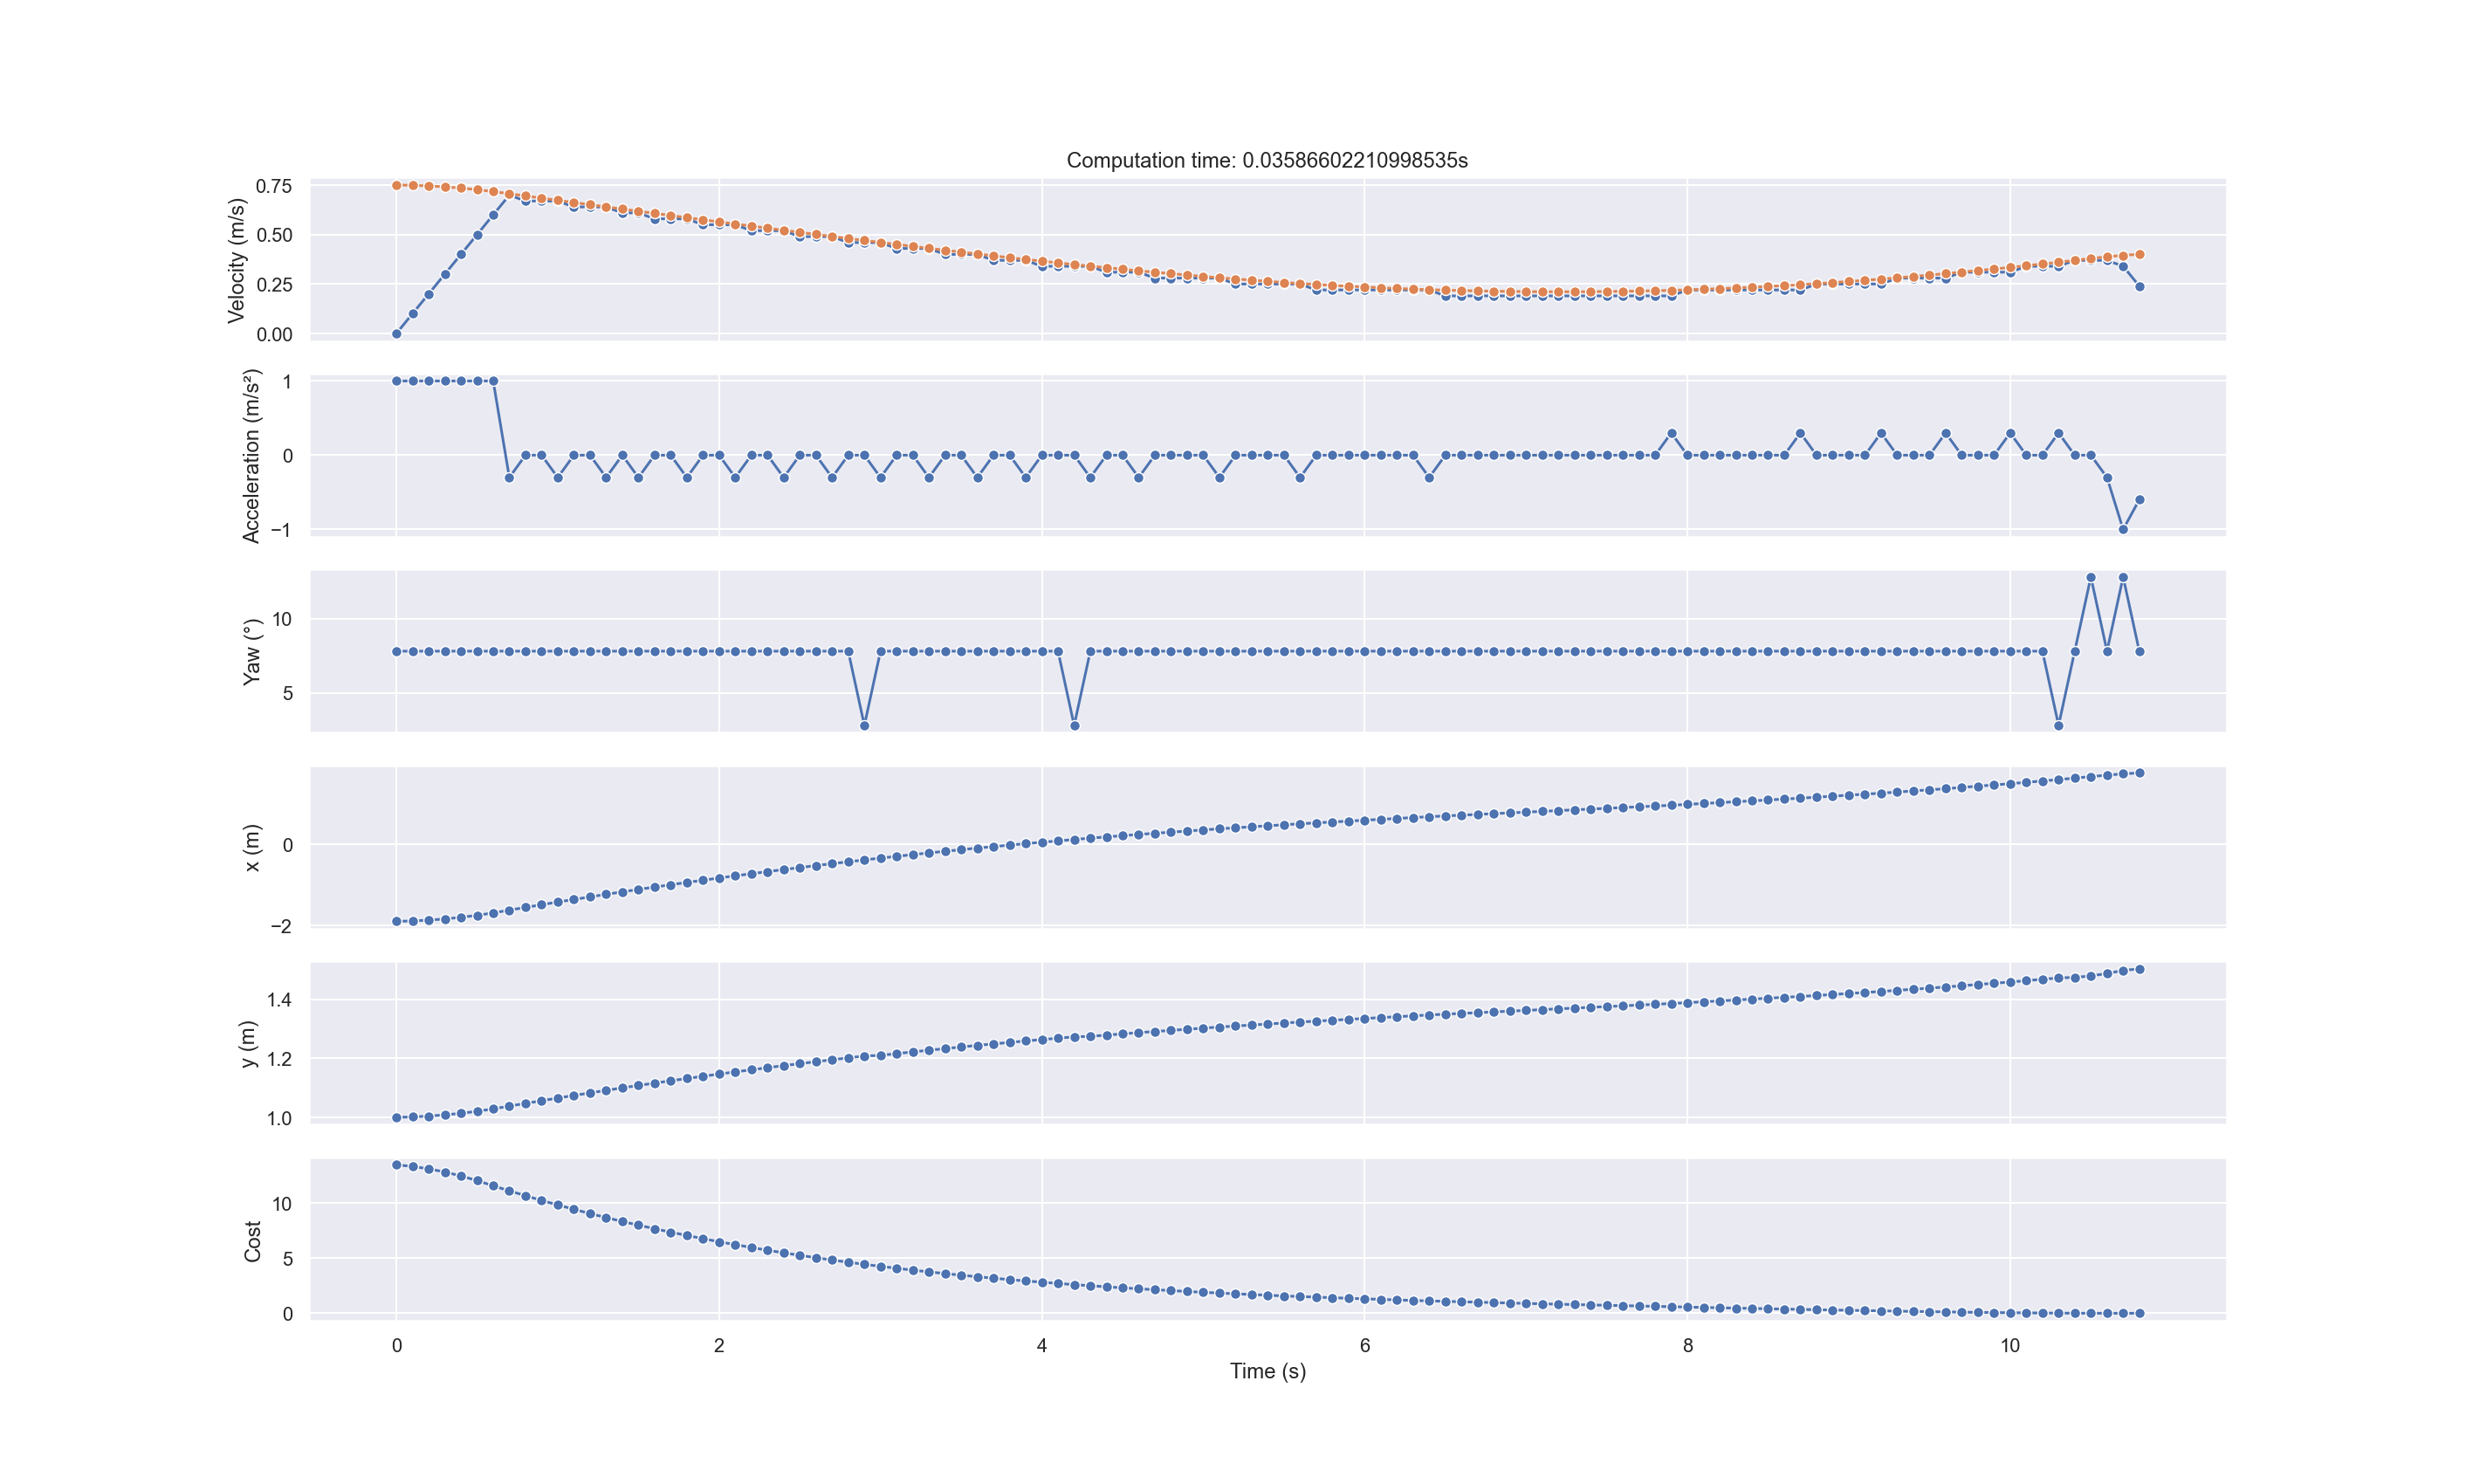 Computation time: 0.03586602210998535s
Velocity (m/s)
0.75
0.50
0.25
0.00
Acceleration (m/s²)
1
0
−1
Yaw (°)
10
5
x (m)
0
−2
y (m)
1.4
1.2
1.0
Cost
10
5
0
0 2 4 6 8 10
Time (s)